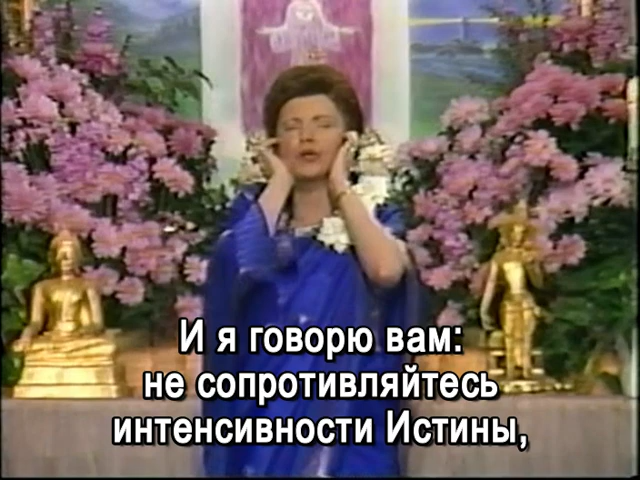 И я говорю вам:
не сопротивляйтесь
интенсивности Истины,